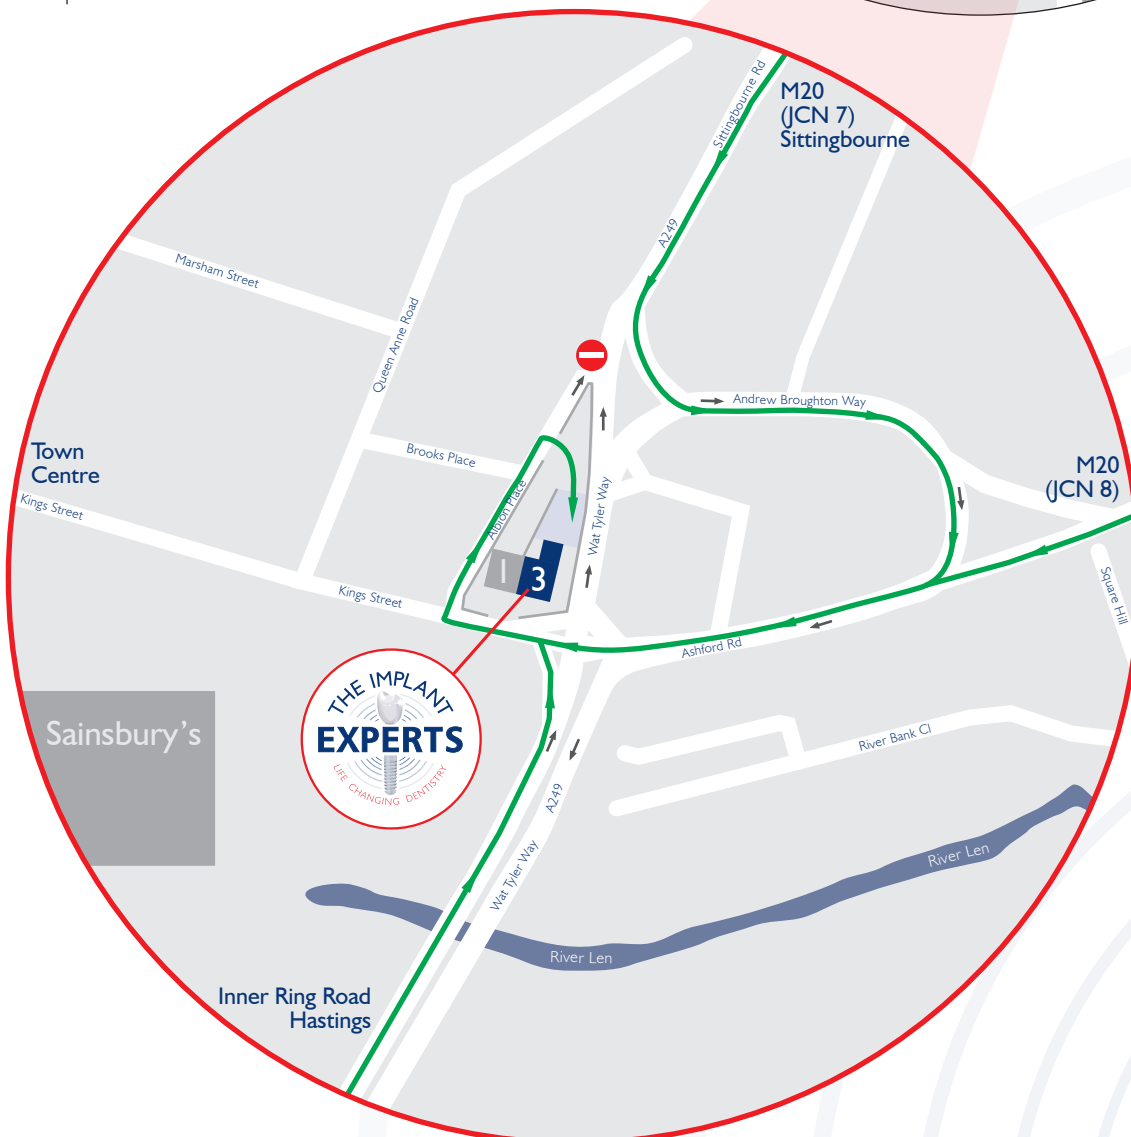 Sittingbourne Rd
M20
(JCN 7)
Sittingbourne
A249
Marsham Street
Queen Anne Road
Andrew Broughton Way
Town
Centre
Brooks Place
M20
(JCN 8)
Kings Street
Albion Place
Wat Tyler Way
1
3
Kings Street
Square Hill
Ashford Rd
THE IMPLANT
EXPERTS
LIFE CHANGING DENTISTRY
Sainsbury's
River Bank Cl
A249
Wat Tyler Way
River Len
River Len
Inner Ring Road
Hastings